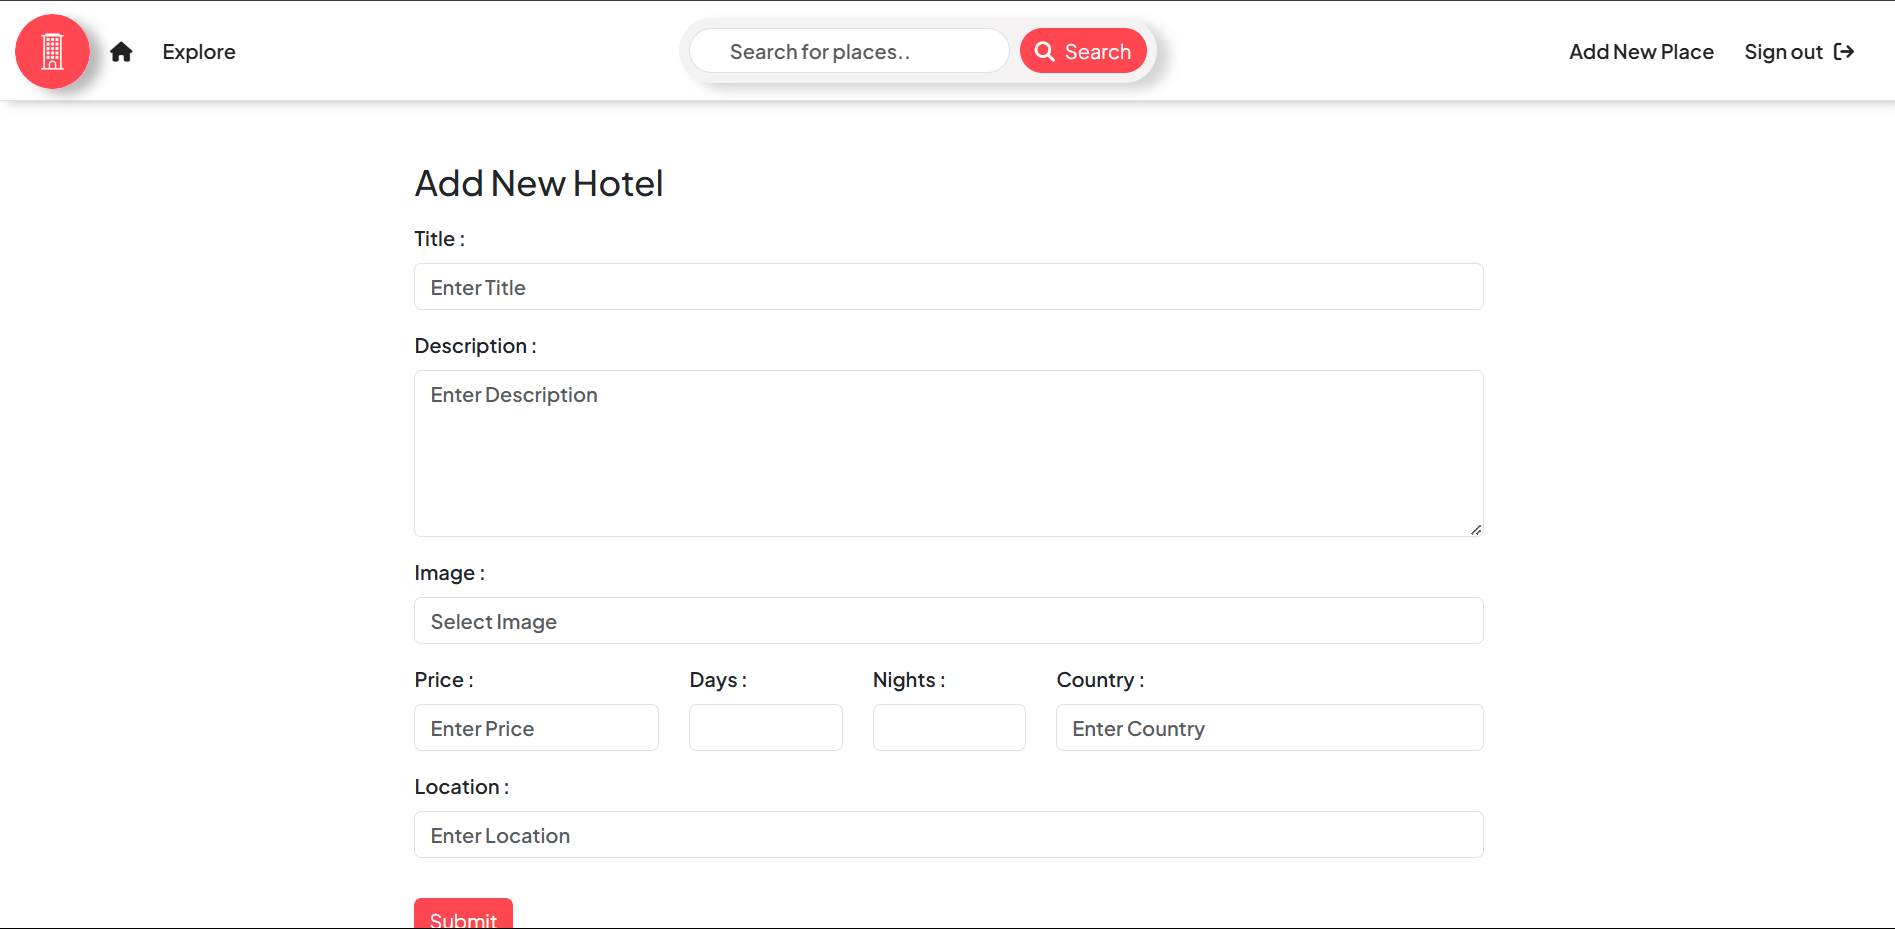 Explore
Search for places..
Search
Add New Place
Sign out
Add New Hotel
Title :
Enter Title
Description :
Enter Description
Image :
Select Image
Price : Days : Nights : Country :
Enter Price Enter Country
Location :
Enter Location
Submit